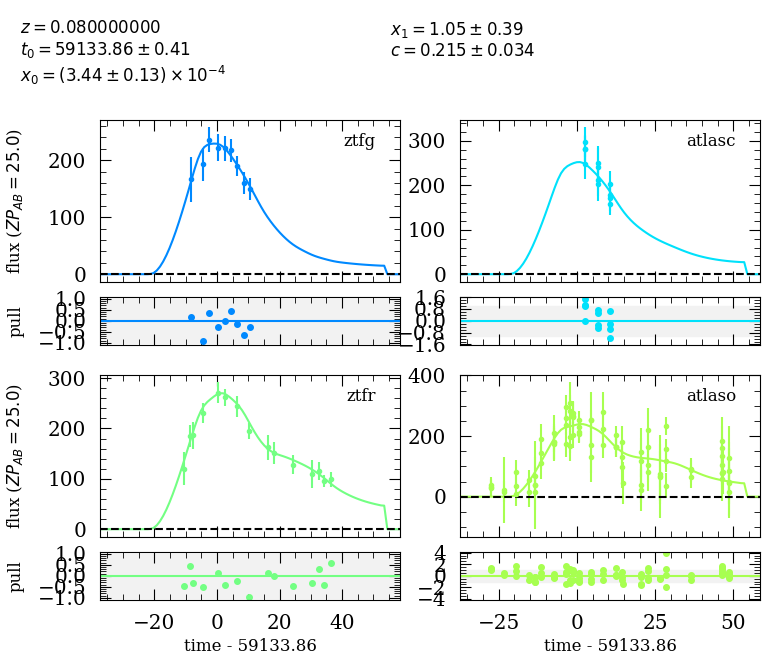 z = 0.080000000
t₀ = 59133.86 ± 0.41
x₀ = (3.44 ± 0.13) × 10⁻⁴
x₁ = 1.05 ± 0.39
c = 0.215 ± 0.034
flux (ZP_AB = 25.0)
ztfg
200
100
0
atlasc
300
200
100
0
pull
1.0
0.5
0.0
−0.5
−1.0
1.6
0.8
0.0
−0.8
−1.6
flux (ZP_AB = 25.0)
ztfr
300
200
100
0
atlaso
400
200
0
pull
1.0
0.5
0.0
−0.5
−1.0
4
2
0
−2
−4
−20 0 20 40
time - 59133.86
−25 0 25 50
time - 59133.86